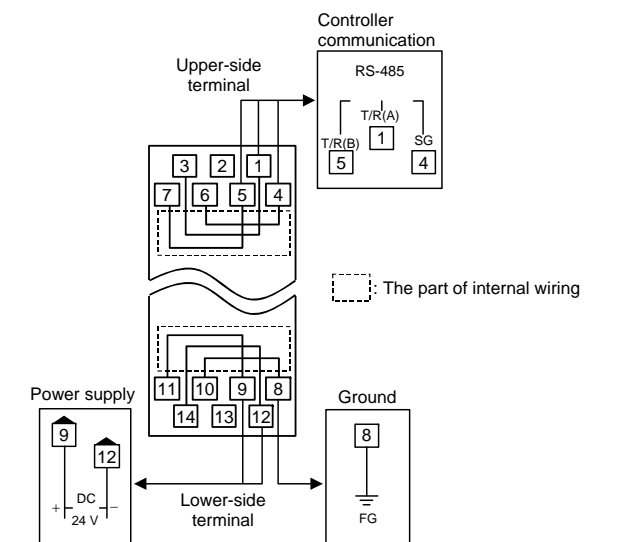 Controller
communication
Upper-side
terminal
RS-485
T/R(A)
1
T/R(B)
5
SG
4
3 2 1
7 6 5 4
: The part of internal wiring
11 10 9 8
14 13 12
Power supply
9
12
+ DC −
24 V
Lower-side
terminal
Ground
8
FG